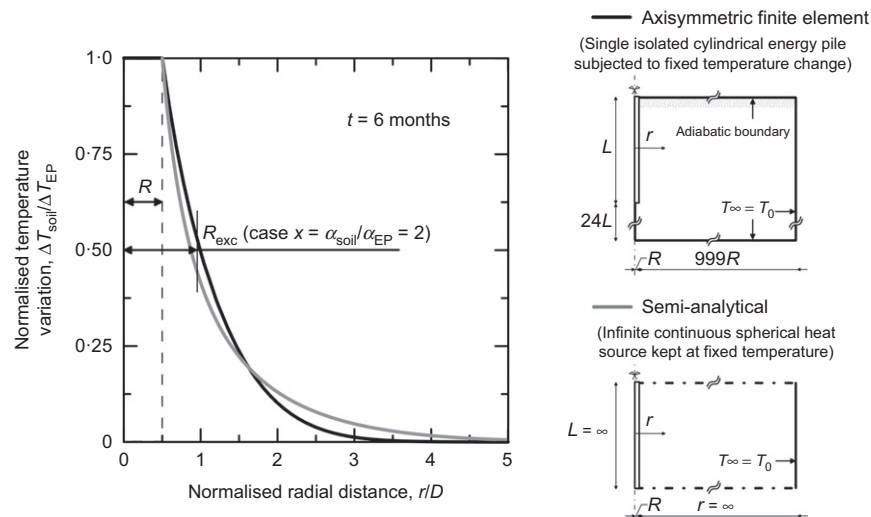 Normalised temperature
variation, ΔT_soil/ΔT_EP
1·0
0·75
0·50
0·25
0
0
1
2
3
4
5
Normalised radial distance, r/D
t = 6 months
R
R_exc (case x = α_soil/α_EP = 2)
Axisymmetric finite element
(Single isolated cylindrical energy pile
subjected to fixed temperature change)
Adiabatic boundary
L
r
T∞ = T_0
24L
R
999R
Semi-analytical
(Infinite continuous spherical heat
source kept at fixed temperature)
L = ∞
r
T∞ = T_0
R
r = ∞